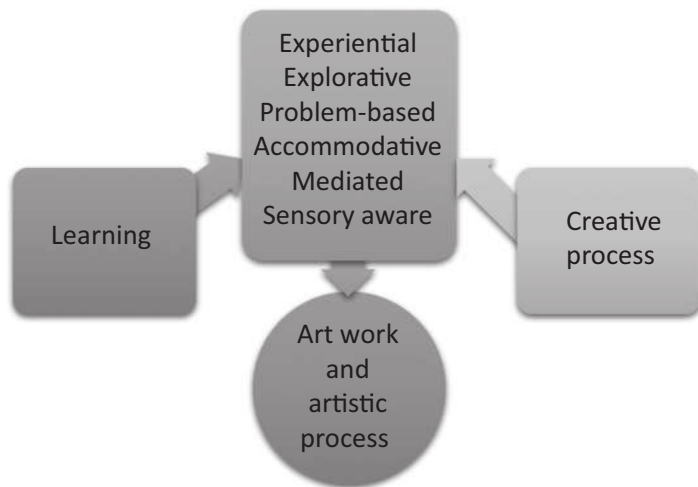 Experiential
Explorative
Problem-based
Accommodative
Mediated
Sensory aware
Learning
Creative
process
Art work
and
artistic
process